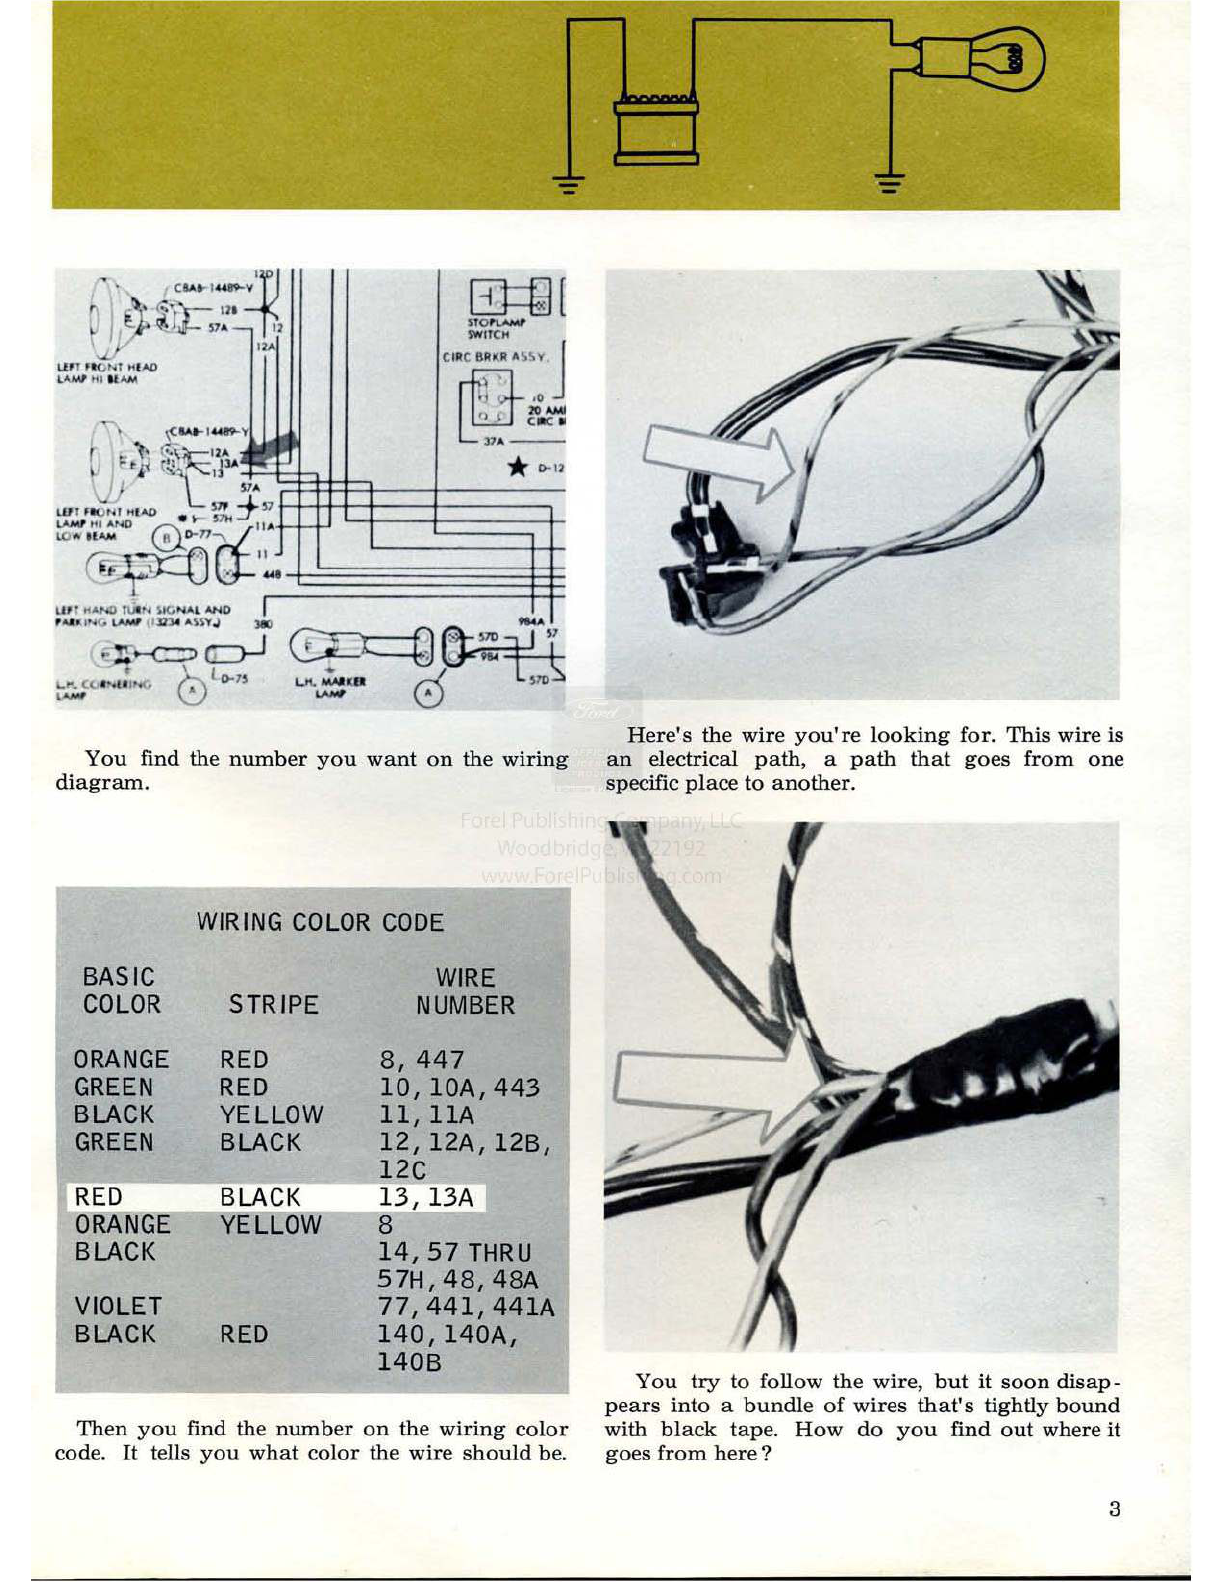 12D
C8AB-14489-V
12B
57A
12
12A
LEFT FRONT HEAD
LAMP HI BEAM
STOPLAMP
SWITCH
CIRC BRKR ASSY.
10
20 AM
CIRC
37A
D-12
C8AB-14489-Y
12A
13A
13
57A
57F
57
57H
11A
LEFT FRONT HEAD
LAMP HI AND
LOW BEAM
B
D-77
11
44B
LEFT HAND TURN SIGNAL AND
PARKING LAMP (13234 ASSY.)
380
984A
57
57D
984
57D
D-75
L.H. CORNERING
LAMP
A
L.H. MARKER
LAMP
A
You find the number you want on the wiring
diagram.
Here's the wire you're looking for. This wire is
an electrical path, a path that goes from one
specific place to another.
Ford
OFFICIAL
Forel Publishing Company, LLC
Woodbridge, 22192
www.ForelPublishing.com
WIRING COLOR CODE
BASIC COLOR STRIPE WIRE NUMBER
ORANGE RED 8, 447
GREEN RED 10, 10A, 443
BLACK YELLOW 11, 11A
GREEN BLACK 12, 12A, 12B,
12C
RED BLACK 13, 13A
ORANGE YELLOW 8
BLACK 14, 57 THRU
57H, 48, 48A
VIOLET 77, 441, 441A
BLACK RED 140, 140A,
140B
Then you find the number on the wiring color
code. It tells you what color the wire should be.
You try to follow the wire, but it soon disap-
pears into a bundle of wires that's tightly bound
with black tape. How do you find out where it
goes from here?
3